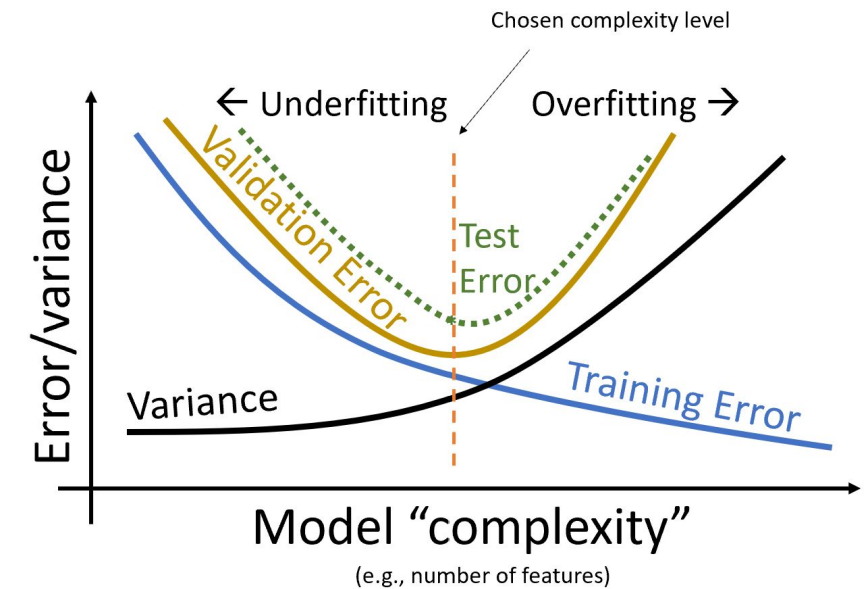 Chosen complexity level
← Underfitting
Overfitting →
Validation Error
Test
Error
Error/variance
Variance
Training Error
Model “complexity”
(e.g., number of features)